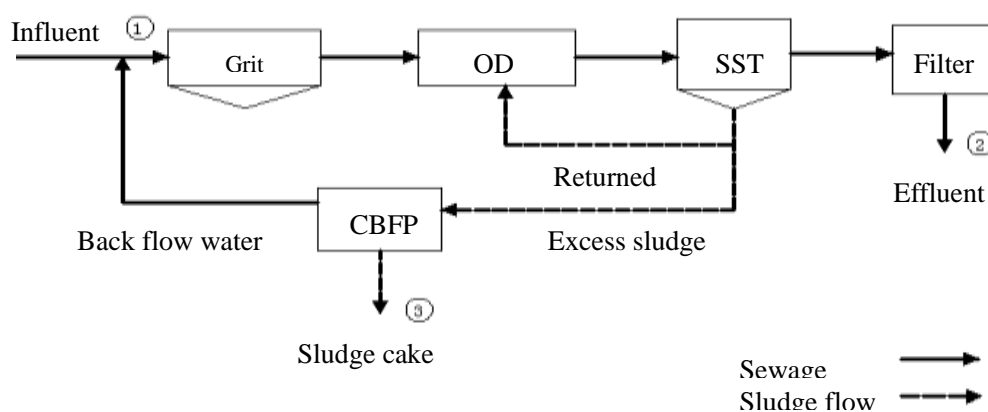 Influent
①
Grit
OD
SST
Filter
②
Returned
Effluent
CBFP
Back flow water
Excess sludge
③
Sludge cake
Sewage
Sludge flow